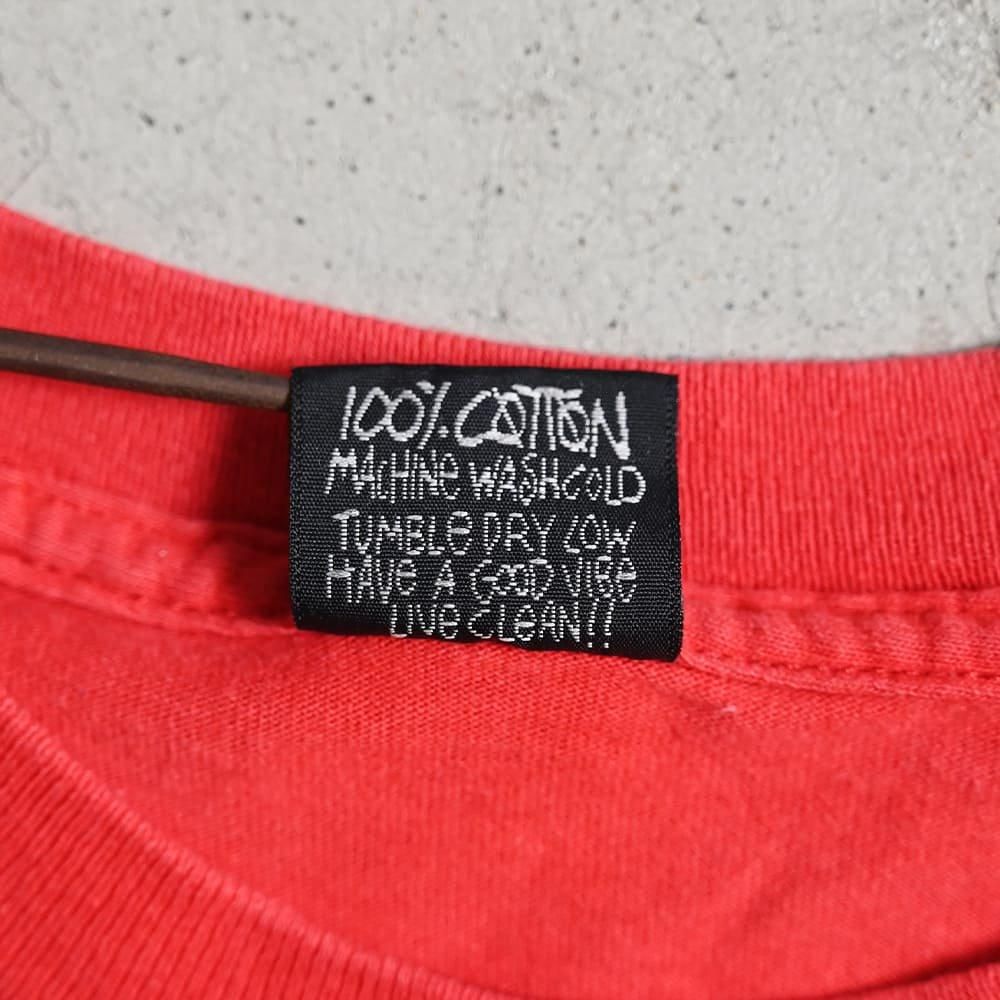 100% COTTON
MACHINE WASH COLD
TUMBLE DRY LOW
HAVE A GOOD VIBE
LIVE CLEAN!!